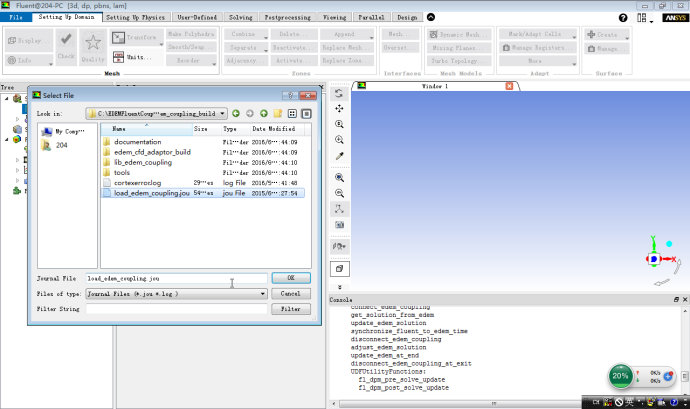 Fluent@204-PC [3d, dp, pbns, lam]
File Setting Up Domain Setting Up Physics User-Defined Solving Postprocessing Viewing Parallel Design
ANSYS
Display... Transform Make Polyhedra Combine Delete Append Mesh... Dynamic Mesh... Mark/Adapt Cells Create
Info Check Quality Units... Smooth/Swap... Separate Deactivate... Replace Mesh... Overset... Mixing Planes... Manage Registers... Manage...
Reorder Adjacency... Activate... Replace Zone... Turbo Topology More
Mesh Zones Interfaces Mesh Models Adapt Surface
Tree
Select File
Window 1
Look in: C:\EDEMFluentCoup···em_coupling_build
My Comp···
204
Name Size Type Date Modified
documentation Fil···der 2016/6···44:09
edem_cfd_adaptor_build Fil···der 2016/6···44:09
lib_edem_coupling Fil···der 2016/6···44:10
tools Fil···der 2016/6···44:10
cortexerror.log 29···es log File 2016/9···41:48
load_edem_coupling.jou 54···es jou File 2015/5···27:54
Journal File load_edem_coupling.jou OK
Files of type: Journal Files (*.jou *.log ) Cancel
Filter String Filter
Y
X
Console
connect_edem_coupling
get_solution_from_edem
update_edem_solution
synchronize_fluent_to_edem_time
disconnect_edem_coupling
adjust_edem_solution
update_edem_at_end
disconnect_edem_coupling_at_exit
UDFUtilityFunctions:
fl_dpm_pre_solve_update
fl_dpm_post_solve_update
20%
0K/s
0K/s
CH
英